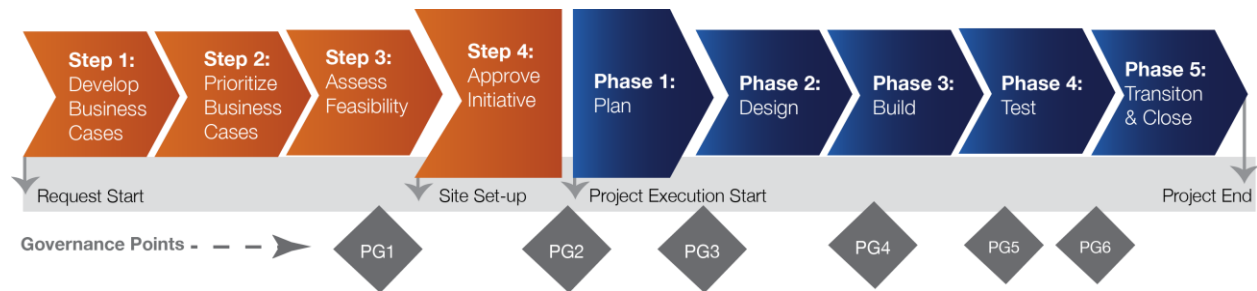 Step 1:
Develop
Business
Cases
Step 2:
Prioritize
Business
Cases
Step 3:
Assess
Feasibility
Step 4:
Approve
Initiative
Phase 1:
Plan
Phase 2:
Design
Phase 3:
Build
Phase 4:
Test
Phase 5:
Transiton
& Close
Request Start
Site Set-up
Project Execution Start
Project End
Governance Points
PG1
PG2
PG3
PG4
PG5
PG6